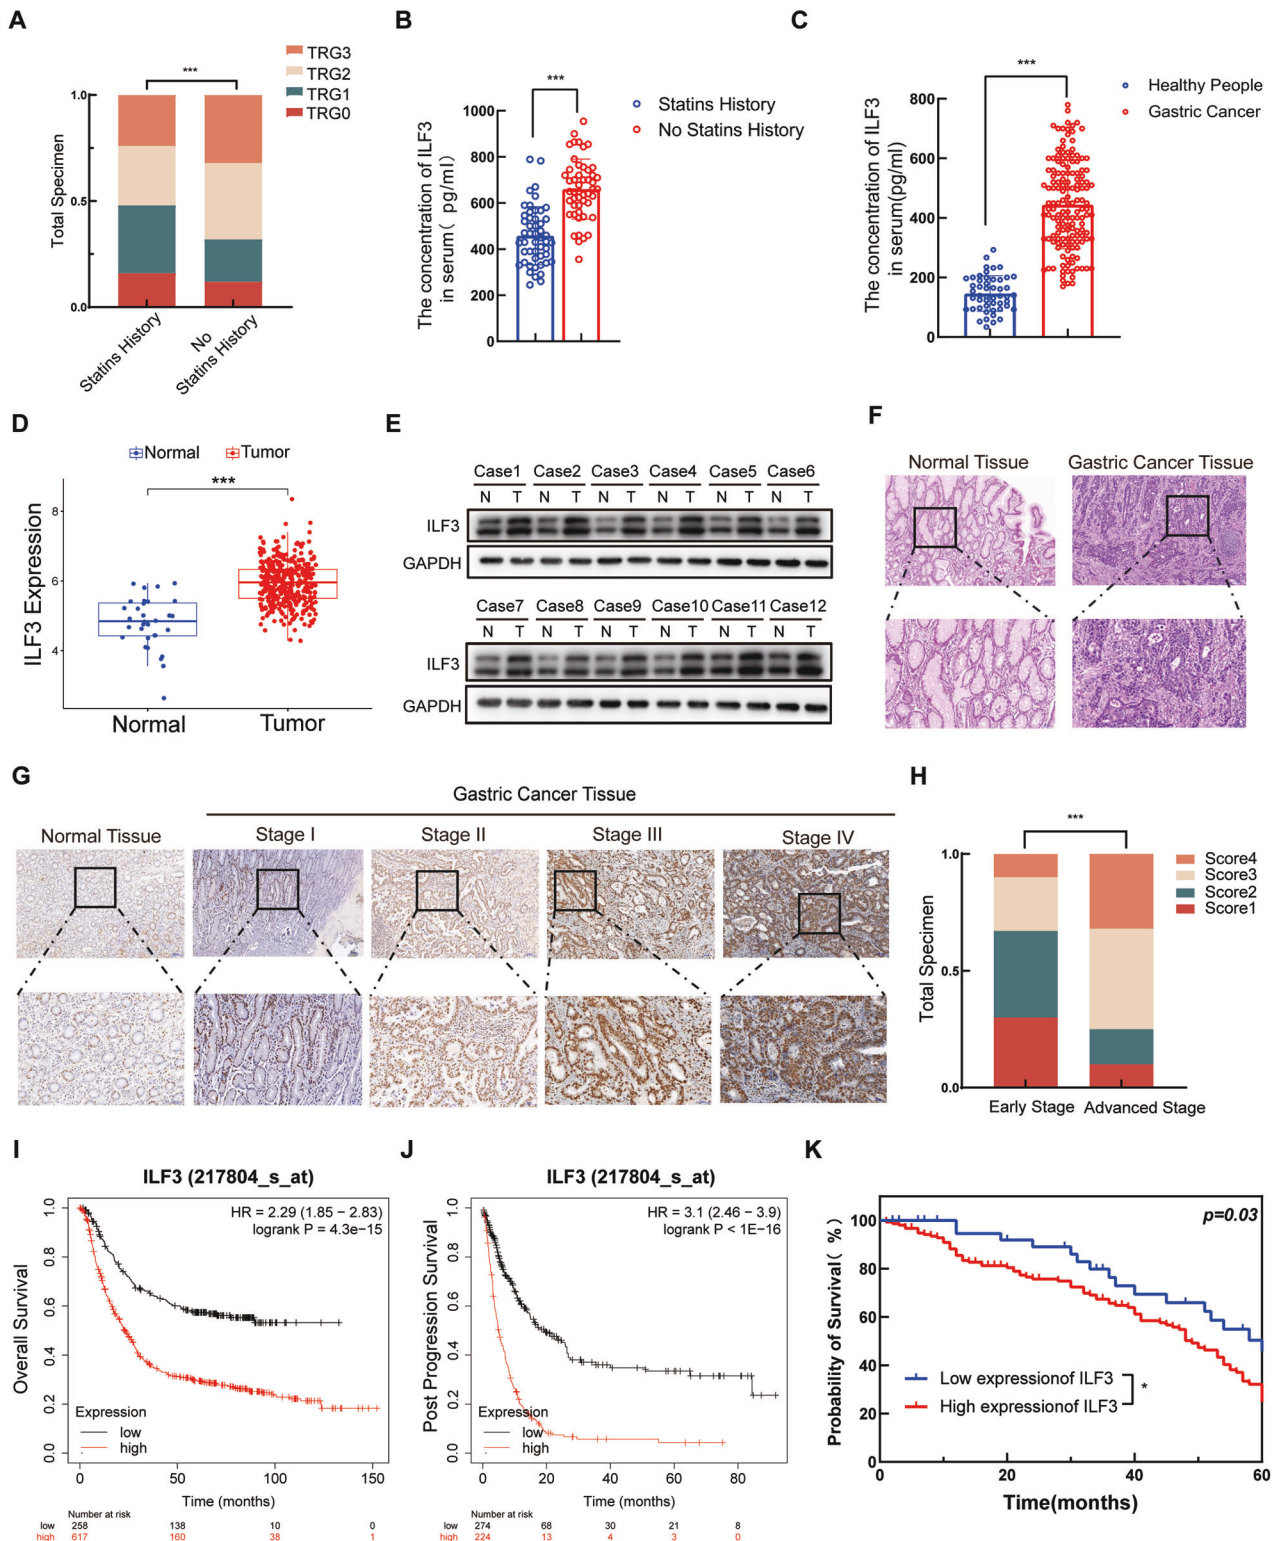 A
TRG3
TRG2
TRG1
TRG0
***
1.0
0.5
0.0
Total Specimen
Statins History
No
Statins History
B
***
Statins History
No Statins History
1000
800
600
400
200
0
The concentration of ILF3
in serum( pg/ml)
C
***
Healthy People
Gastric Cancer
800
600
400
200
0
The concentration of ILF3
in serum(pg/ml)
D
Normal
Tumor
***
8
6
4
ILF3 Expression
Normal
Tumor
E
Case1 Case2 Case3 Case4 Case5 Case6
N T N T N T N T N T N T
ILF3
GAPDH
Case7 Case8 Case9 Case10 Case11 Case12
N T N T N T N T N T N T
ILF3
GAPDH
F
Normal Tissue
Gastric Cancer Tissue
G
Gastric Cancer Tissue
Normal Tissue
Stage I
Stage II
Stage III
Stage IV
H
***
Score4
Score3
Score2
Score1
1.0
0.5
0.0
Total Specimen
Early Stage
Advanced Stage
I
ILF3 (217804_s_at)
HR = 2.29 (1.85 − 2.83)
logrank P = 4.3e−15
1.0
0.8
0.6
0.4
0.2
0.0
Overall Survival
Expression
low
high
0 50 100 150
Time (months)
Number at risk
low 258 138 10 0
high 617 160 38 1
J
ILF3 (217804_s_at)
HR = 3.1 (2.46 − 3.9)
logrank P < 1E−16
1.0
0.8
0.6
0.4
0.2
0.0
Post Progression Survival
Expression
low
high
0 20 40 60 80
Time (months)
Number at risk
low 274 68 30 21 8
high 224 13 4 3 0
K
p=0.03
100
80
60
40
20
0
Probability of Survival( %)
Low expressionof ILF3
High expressionof ILF3
*
0 20 40 60
Time(months)